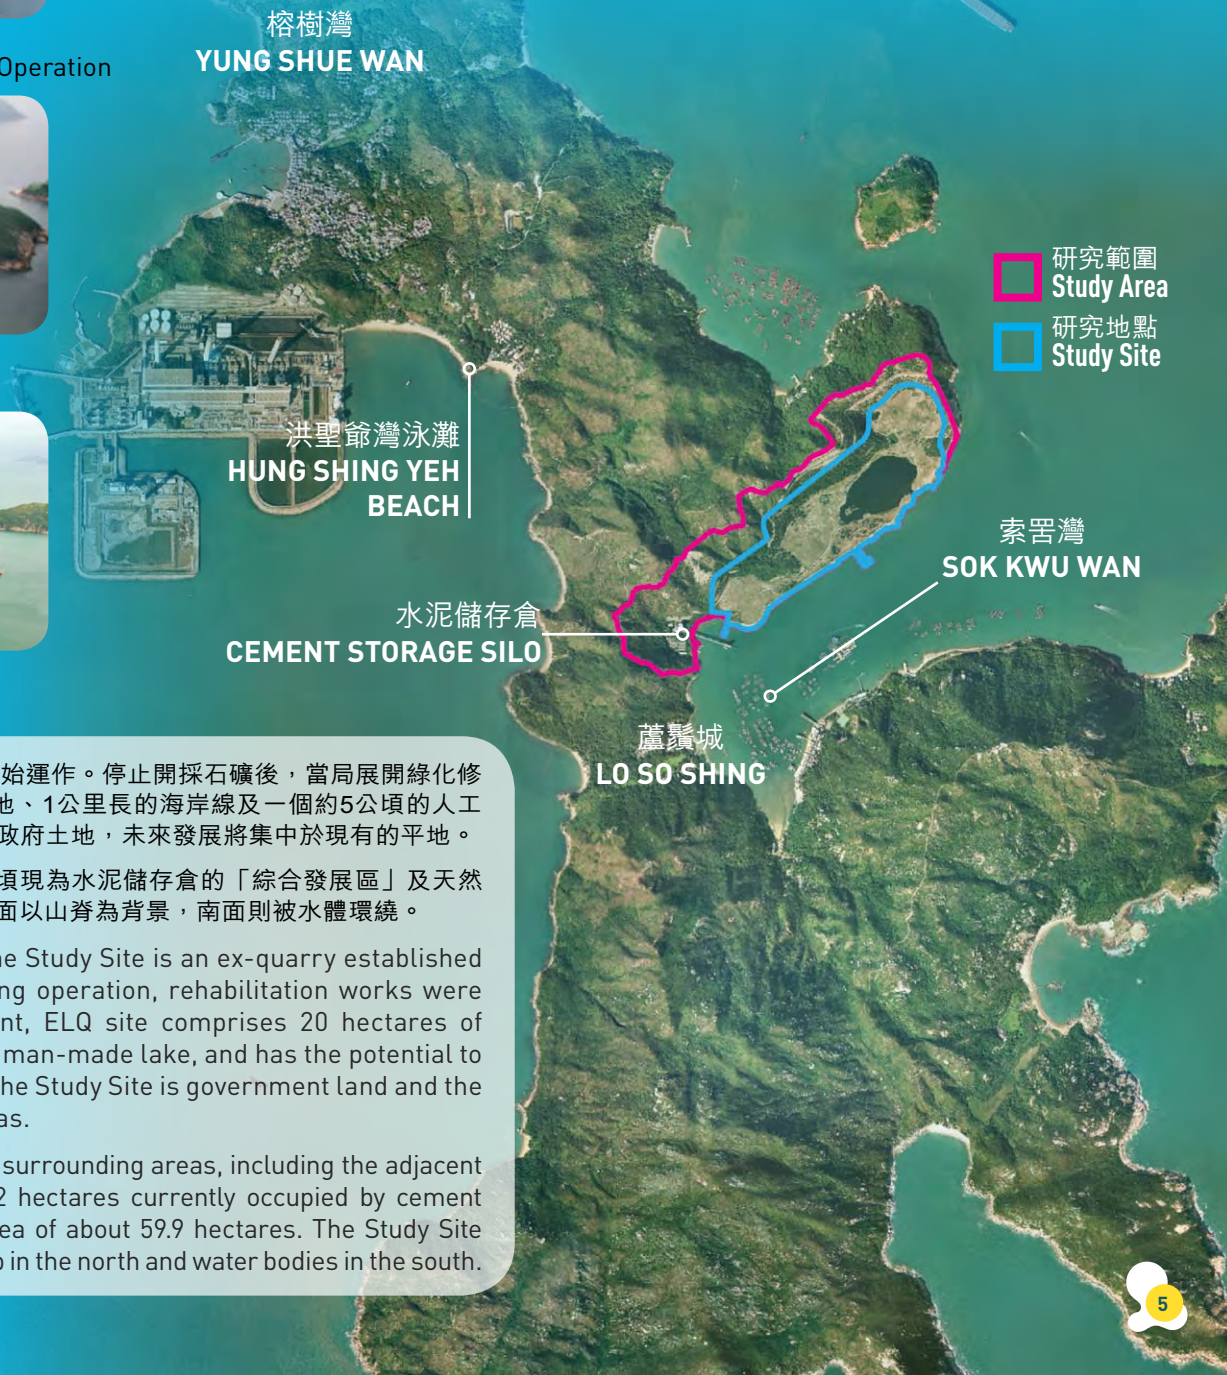 榕樹灣
YUNG SHUE WAN
Operation
研究範圍
Study Area
研究地點
Study Site
洪聖爺灣泳灘
HUNG SHING YEH
BEACH
索罟灣
SOK KWU WAN
水泥儲存倉
CEMENT STORAGE SILO
蘆鬚城
LO SO SHING
始運作。停止開採石礦後，當局展開綠化修
地、1公里長的海岸線及一個約5公頃的人工
政府土地，未來發展將集中於現有的平地。
頃現為水泥儲存倉的「綜合發展區」及天然
面以山脊為背景，南面則被水體環繞。
he Study Site is an ex-quarry established
ng operation, rehabilitation works were
nt, ELQ site comprises 20 hectares of
man-made lake, and has the potential to
he Study Site is government land and the
as.
surrounding areas, including the adjacent
2 hectares currently occupied by cement
ea of about 59.9 hectares. The Study Site
in the north and water bodies in the south.
5